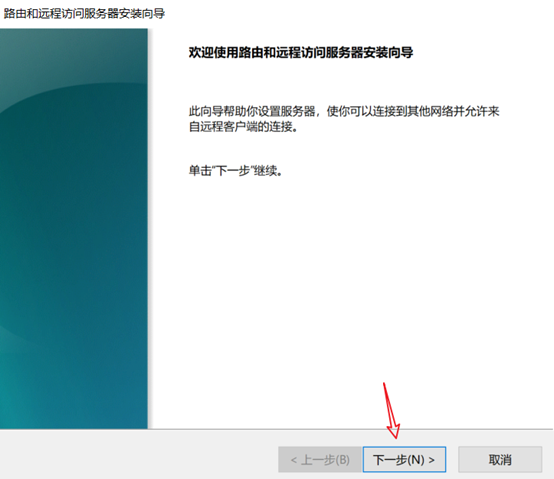 路由和远程访问服务器安装向导
欢迎使用路由和远程访问服务器安装向导
此向导帮助你设置服务器，使你可以连接到其他网络并允许来
自远程客户端的连接。
单击"下一步"继续。
< 上一步(B)
下一步(N) >
取消